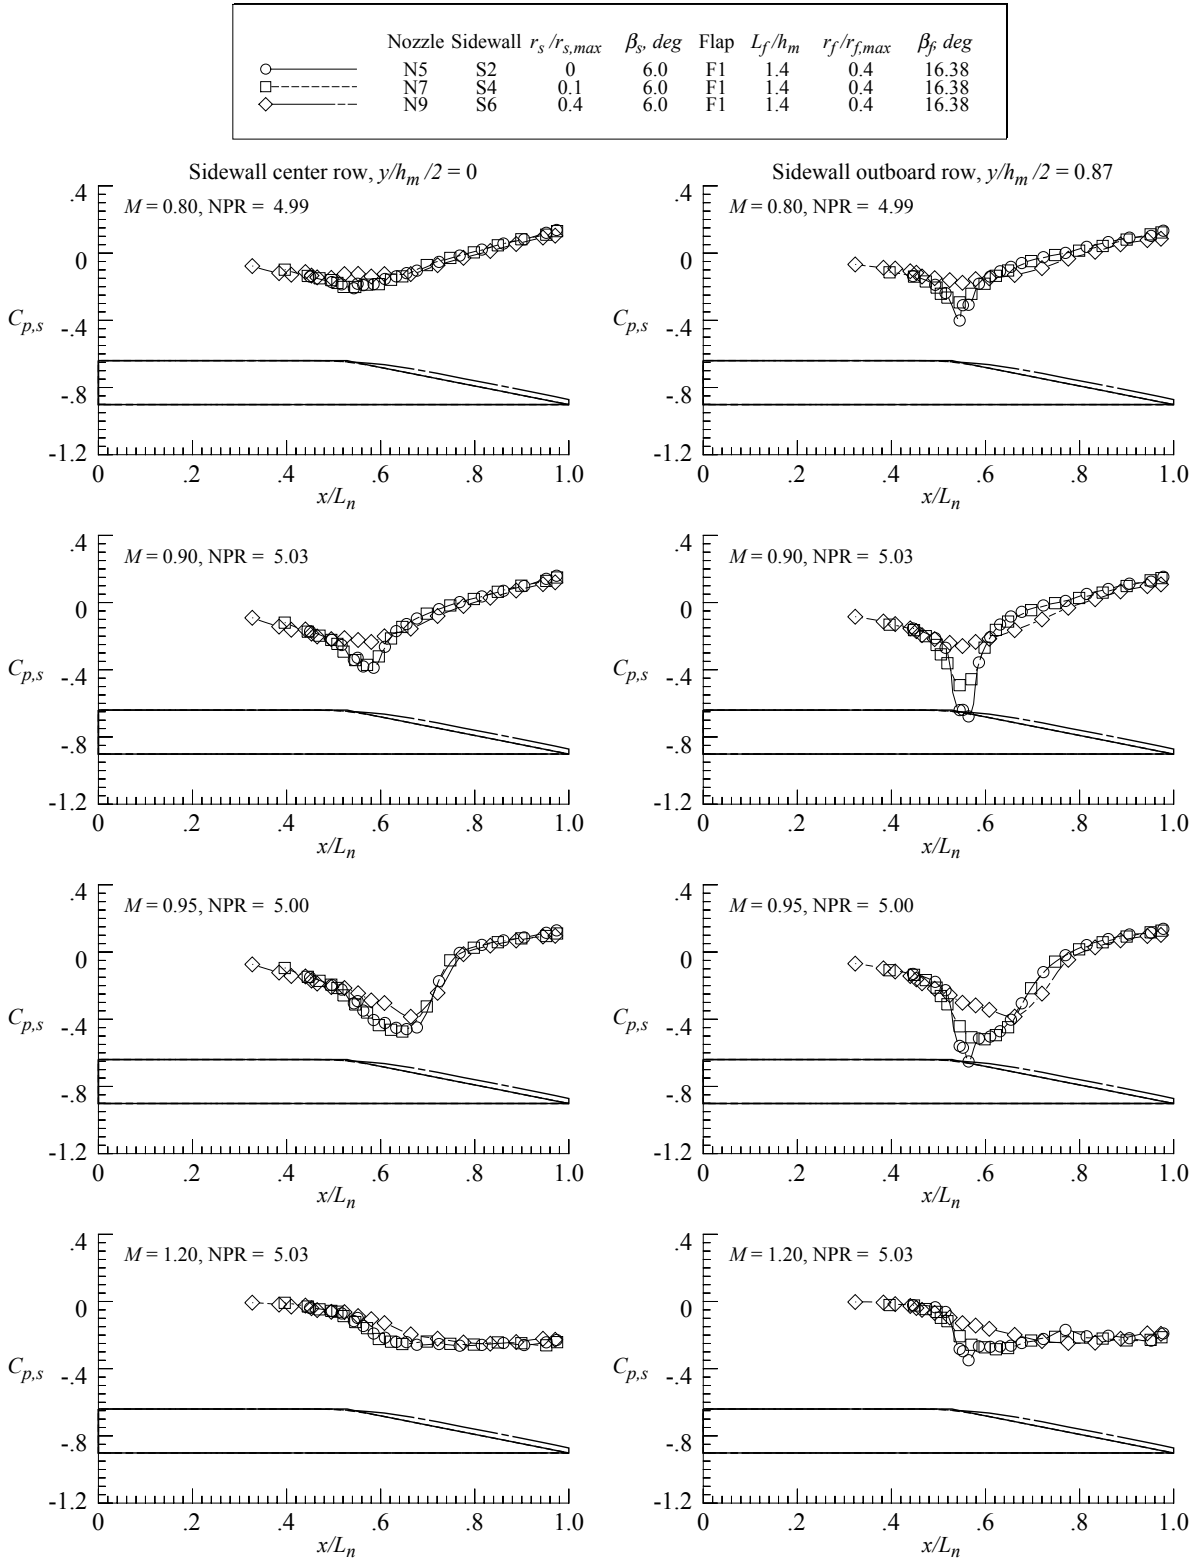 Nozzle Sidewall r_s/r_s,max β_s, deg Flap L_f/h_m r_f/r_f,max β_f, deg
N5 S2 0 6.0 F1 1.4 0.4 16.38
N7 S4 0.1 6.0 F1 1.4 0.4 16.38
N9 S6 0.4 6.0 F1 1.4 0.4 16.38
Sidewall center row, y/h_m/2 = 0
M = 0.80, NPR = 4.99
.4
0
-.4
-.8
-1.2
C_p,s
0 .2 .4 .6 .8 1.0
x/L_n
Sidewall outboard row, y/h_m/2 = 0.87
M = 0.80, NPR = 4.99
.4
0
-.4
-.8
-1.2
C_p,s
0 .2 .4 .6 .8 1.0
x/L_n
M = 0.90, NPR = 5.03
.4
0
-.4
-.8
-1.2
C_p,s
0 .2 .4 .6 .8 1.0
x/L_n
M = 0.90, NPR = 5.03
.4
0
-.4
-.8
-1.2
C_p,s
0 .2 .4 .6 .8 1.0
x/L_n
M = 0.95, NPR = 5.00
.4
0
-.4
-.8
-1.2
C_p,s
0 .2 .4 .6 .8 1.0
x/L_n
M = 0.95, NPR = 5.00
.4
0
-.4
-.8
-1.2
C_p,s
0 .2 .4 .6 .8 1.0
x/L_n
M = 1.20, NPR = 5.03
.4
0
-.4
-.8
-1.2
C_p,s
0 .2 .4 .6 .8 1.0
x/L_n
M = 1.20, NPR = 5.03
.4
0
-.4
-.8
-1.2
C_p,s
0 .2 .4 .6 .8 1.0
x/L_n